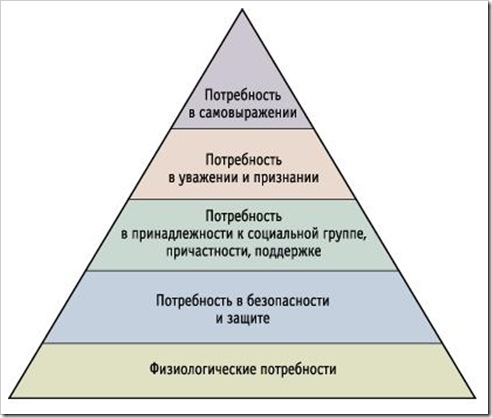 Потребность
в самовыражении
Потребность
в уважении и признании
Потребность
в принадлежности к социальной группе,
причастности, поддержке
Потребность в безопасности
и защите
Физиологические потребности